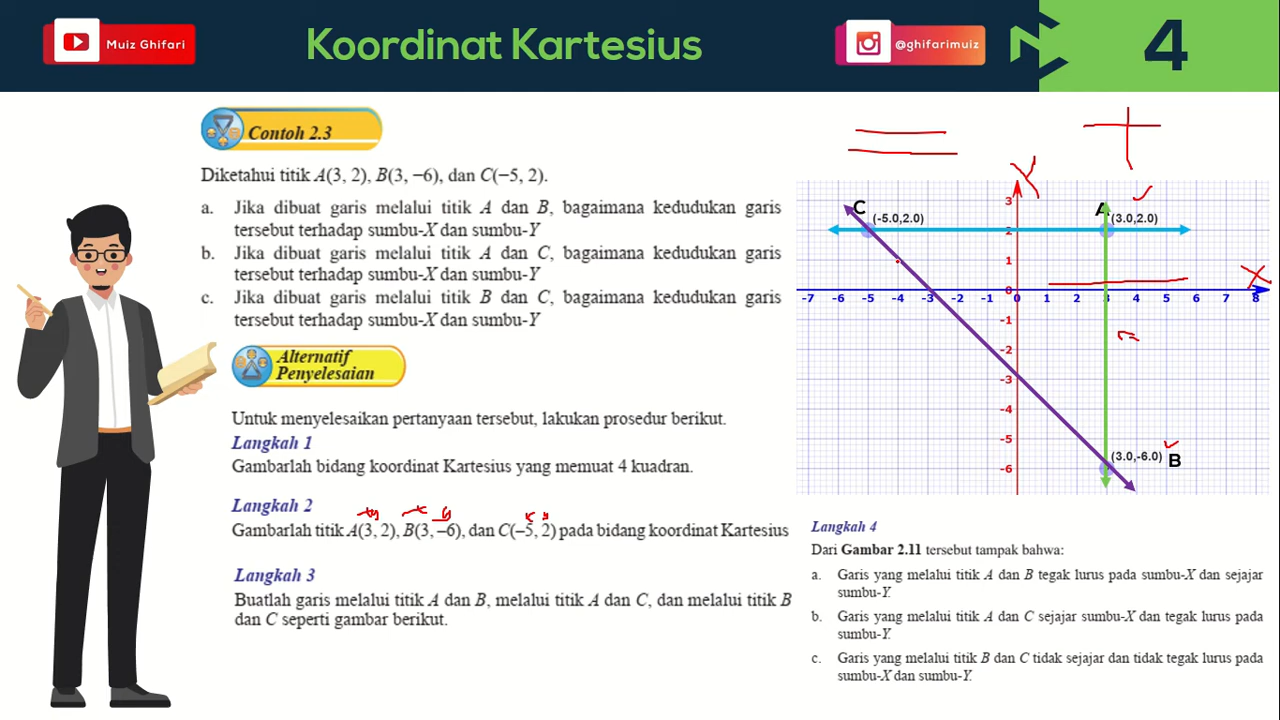 Muiz Ghifari
Koordinat Kartesius
@ghifarimuiz
4
Contoh 2.3
Diketahui titik A(3, 2), B(3, −6), dan C(−5, 2).
a. Jika dibuat garis melalui titik A dan B, bagaimana kedudukan garis
tersebut terhadap sumbu-X dan sumbu-Y
b. Jika dibuat garis melalui titik A dan C, bagaimana kedudukan garis
tersebut terhadap sumbu-X dan sumbu-Y
c. Jika dibuat garis melalui titik B dan C, bagaimana kedudukan garis
tersebut terhadap sumbu-X dan sumbu-Y
Alternatif
Penyelesaian
Untuk menyelesaikan pertanyaan tersebut, lakukan prosedur berikut.
Langkah 1
Gambarlah bidang koordinat Kartesius yang memuat 4 kuadran.
Langkah 2
Gambarlah titik A(3, 2), B(3, −6), dan C(−5, 2) pada bidang koordinat Kartesius
Langkah 3
Buatlah garis melalui titik A dan B, melalui titik A dan C, dan melalui titik B
dan C seperti gambar berikut.
Y
3
C
A
(-5.0,2.0)
(3.0,2.0)
2
1
X
0
-7 -6 -5 -4 -3 -2 -1 0 1 2 3 4 5 6 7 8
-1
-2
-3
-4
-5
-6
(3.0,-6.0) B
Langkah 4
Dari Gambar 2.11 tersebut tampak bahwa:
a. Garis yang melalui titik A dan B tegak lurus pada sumbu-X dan sejajar
sumbu-Y.
b. Garis yang melalui titik A dan C sejajar sumbu-X dan tegak lurus pada
sumbu-Y.
c. Garis yang melalui titik B dan C tidak sejajar dan tidak tegak lurus pada
sumbu-X dan sumbu-Y.